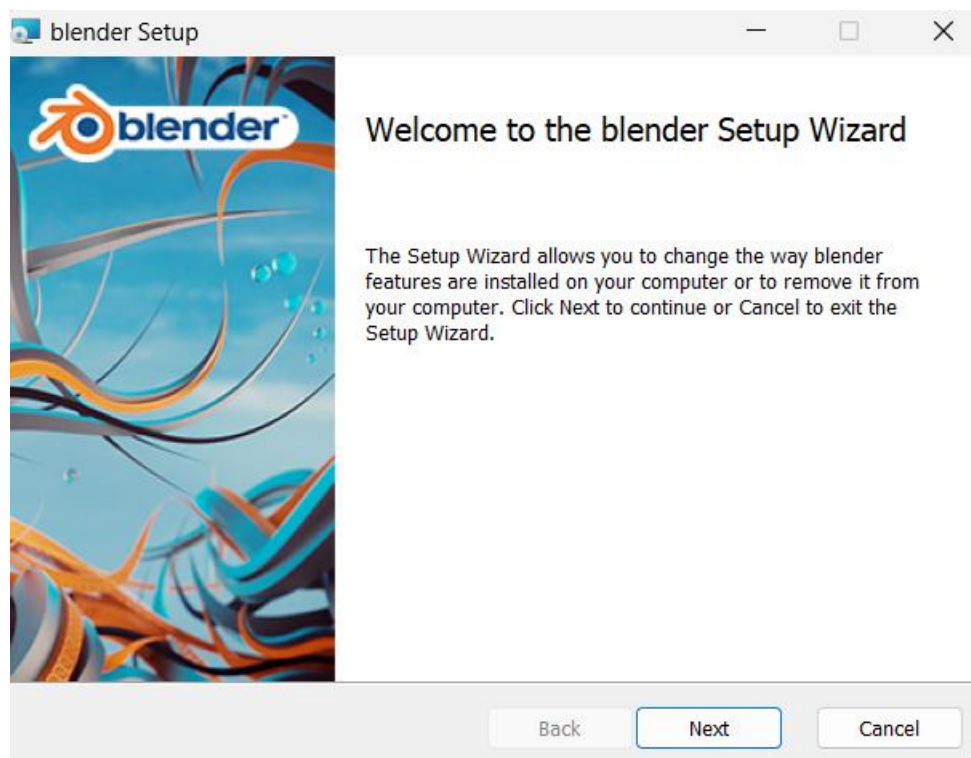 blender Setup
blender
Welcome to the blender Setup Wizard
The Setup Wizard allows you to change the way blender
features are installed on your computer or to remove it from
your computer. Click Next to continue or Cancel to exit the
Setup Wizard.
Back
Next
Cancel